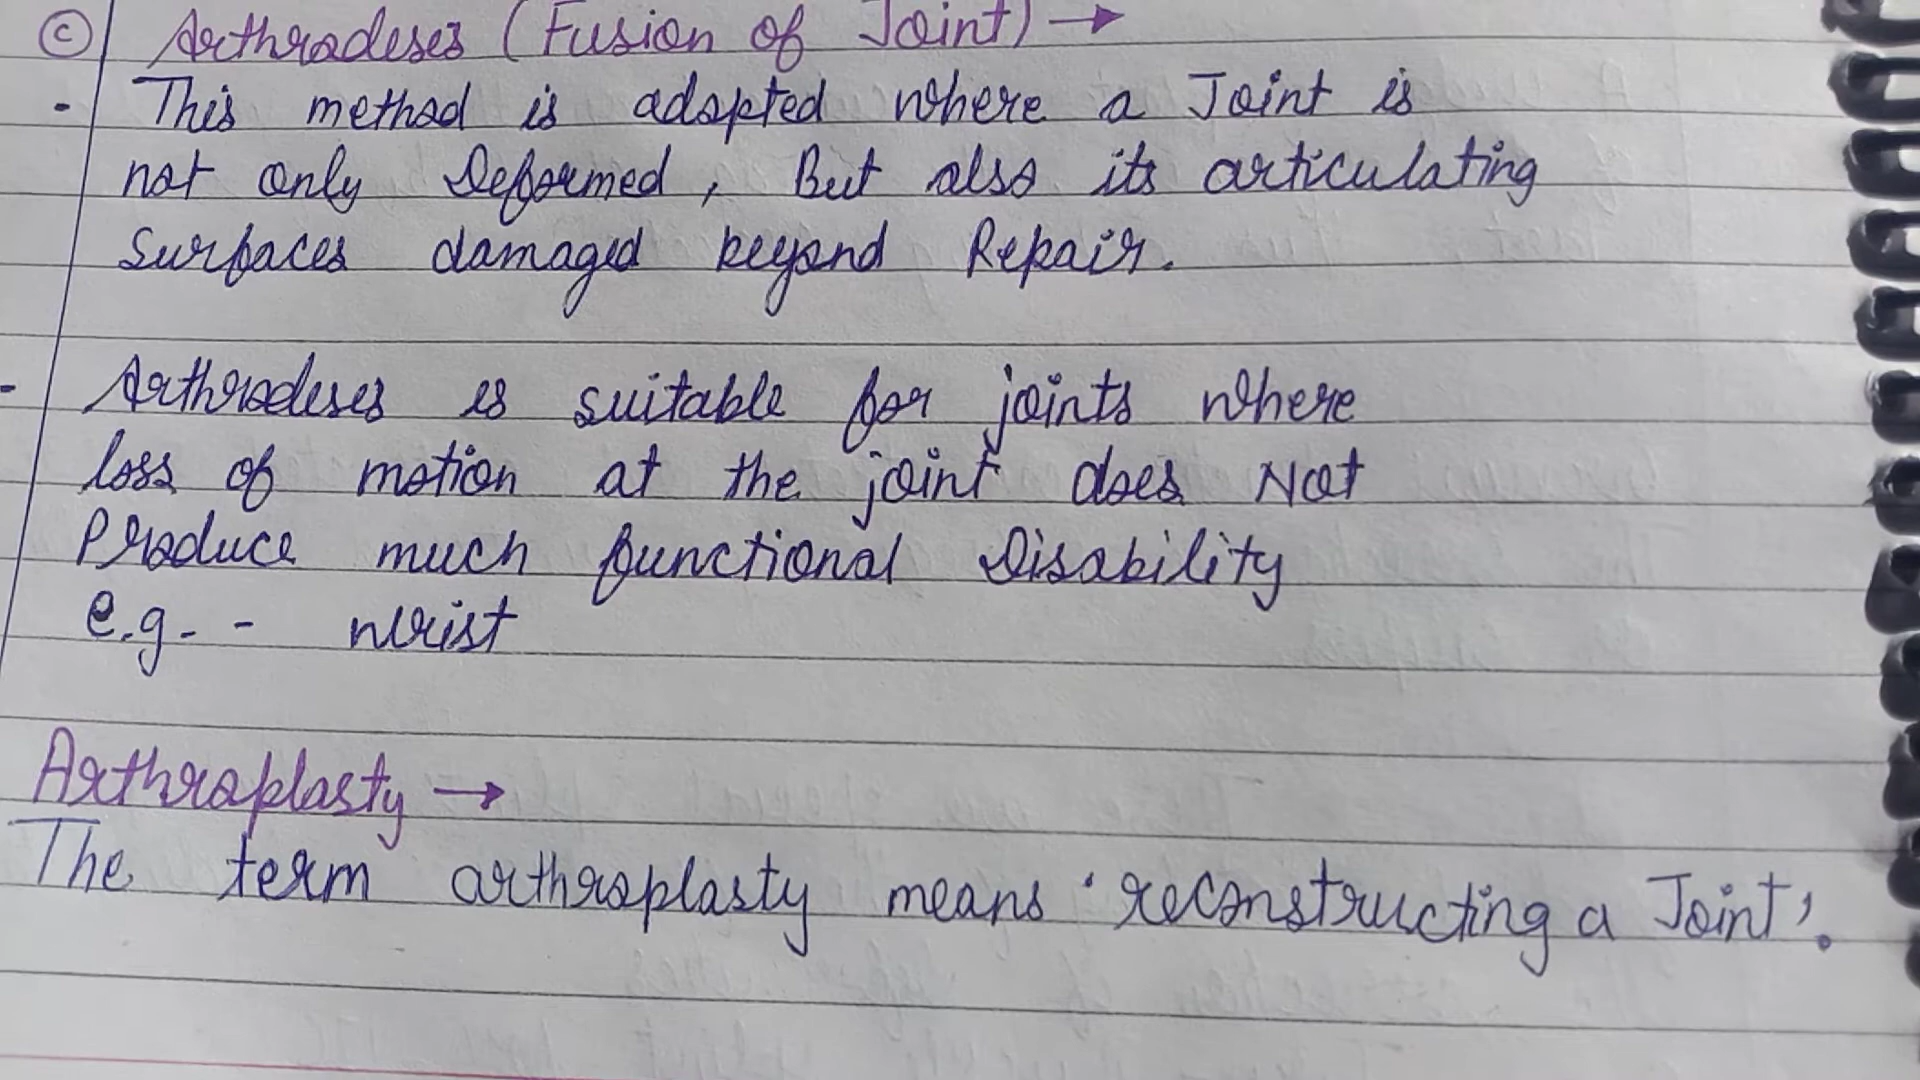 © Arthrodeses (Fusion of Joint) →
- This method is adopted where a Joint is
not only Deformed, But also its articulating
Surfaces damaged beyond Repair.
- Arthrodeses is suitable for joints where
loss of motion at the joint does Not
Produce much functional Disability
e.g. - wrist
Arthroplasty →
The term arthroplasty means 'reconstructing a Joint'.